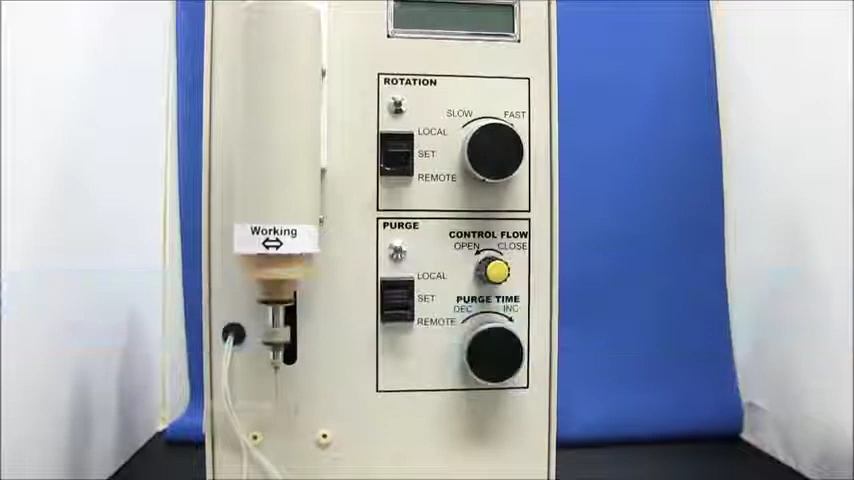 ROTATION
SLOW FAST
LOCAL
SET
REMOTE
Working
PURGE
CONTROL FLOW
OPEN CLOSE
LOCAL
SET
REMOTE
PURGE TIME
DEC INC